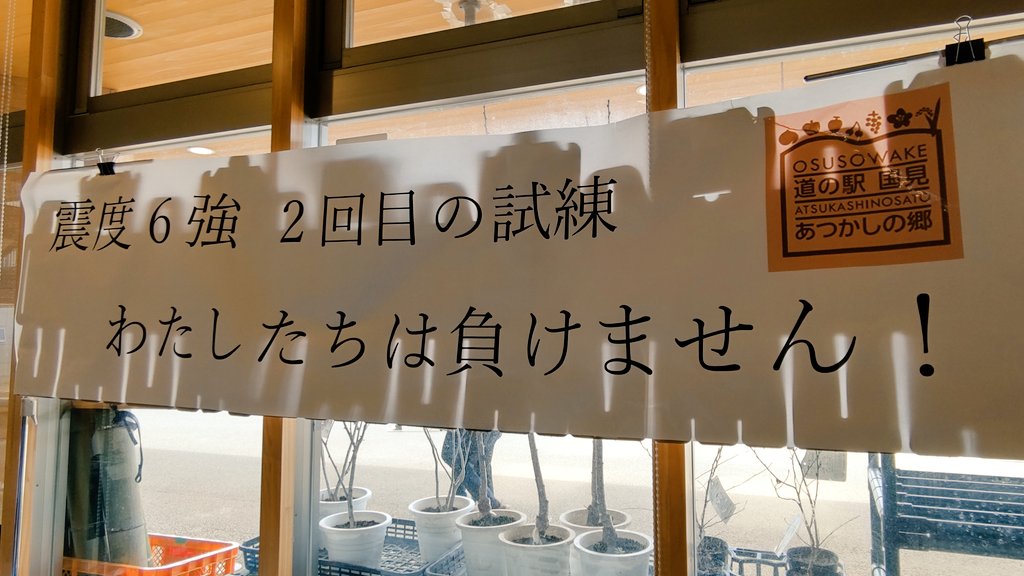 震度6強 2回目の試練
わたしたちは負けません！
OSUSOWAKE
道の駅 国見
ATSUKASHINOSATO
あつかしの郷